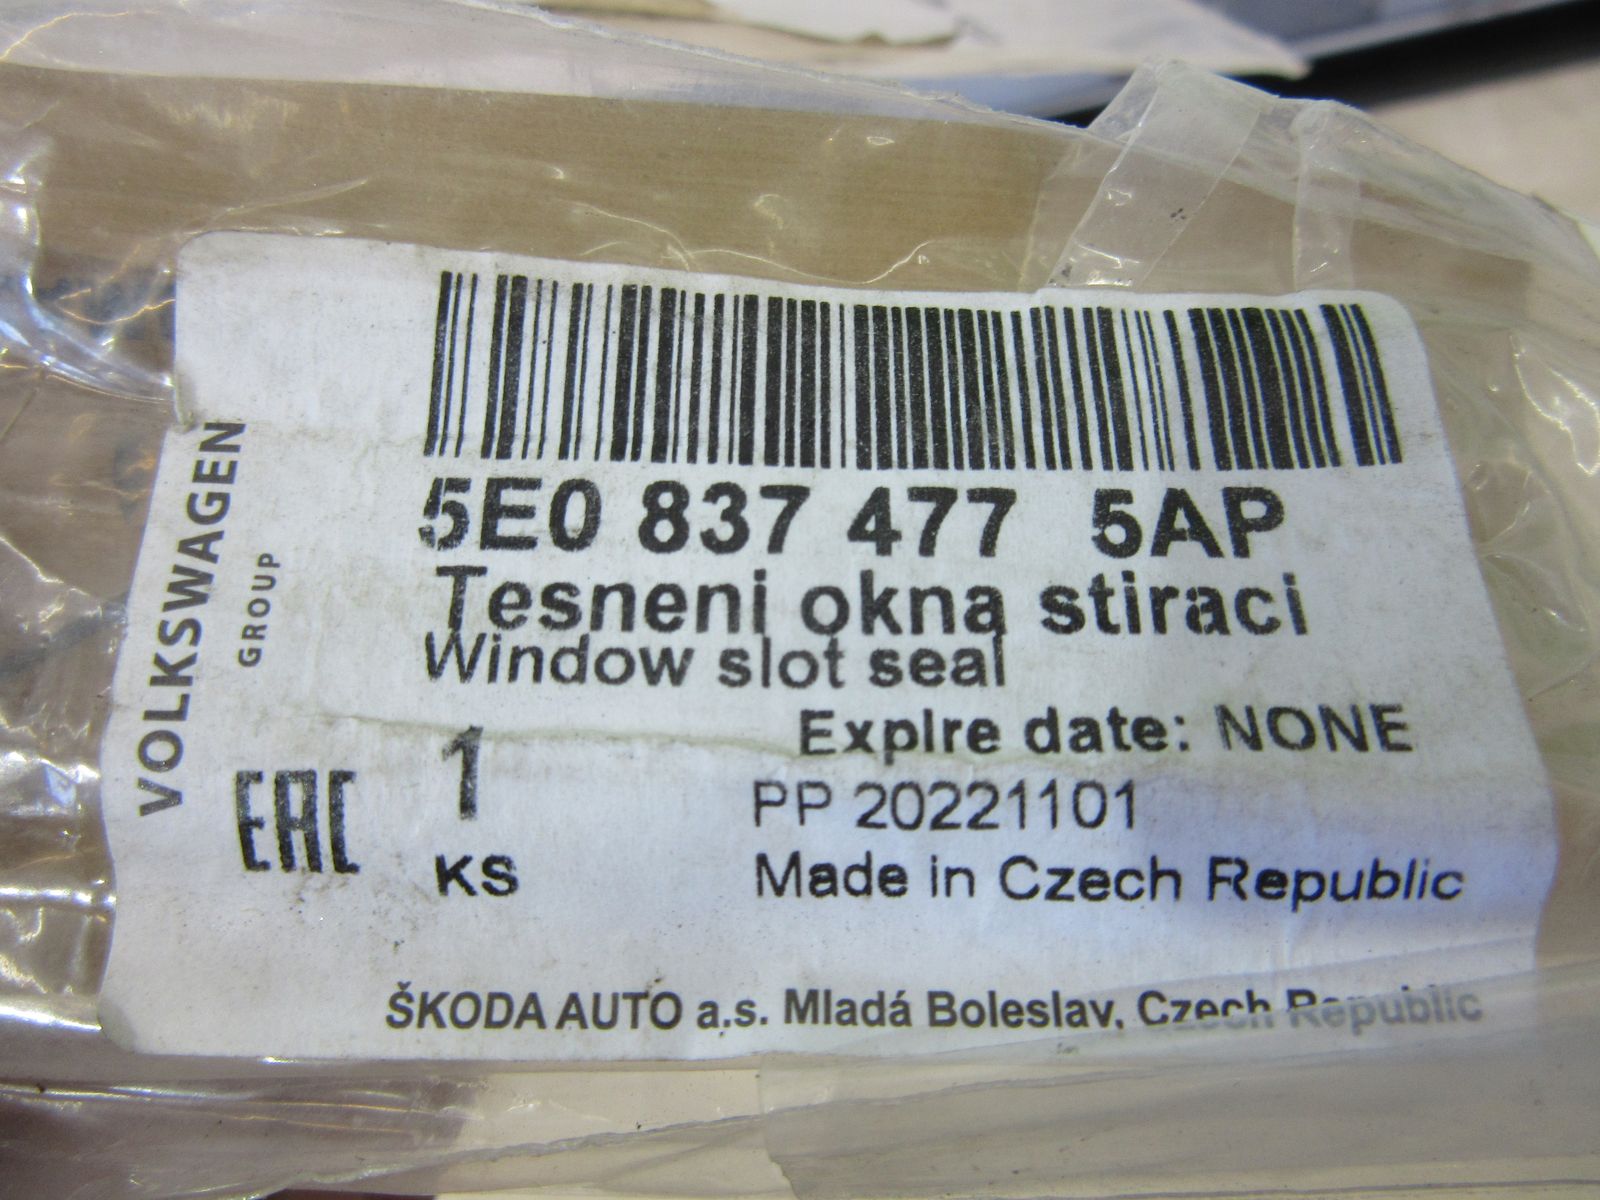 VOLKSWAGEN
GROUP
5E0 837 477 5AP
Tesneni okna stiraci
Window slot seal
1
KS
Expire date: NONE
PP 20221101
Made in Czech Republic
EAC
ŠKODA AUTO a.s. Mladá Boleslav, Czech Republic